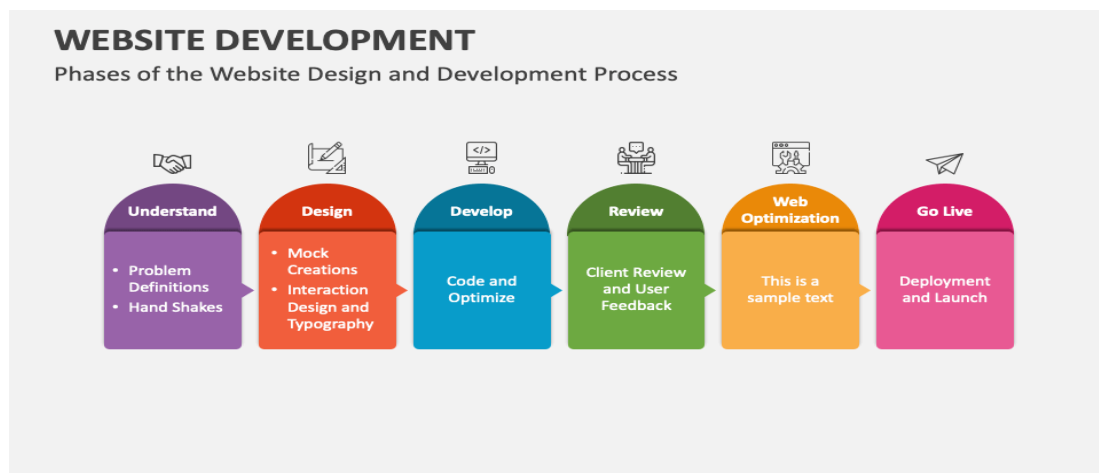 WEBSITE DEVELOPMENT
Phases of the Website Design and Development Process
</>
Understand
• Problem
Definitions
• Hand Shakes
Design
• Mock
Creations
• Interaction
Design and
Typography
Develop
Code and
Optimize
Review
Client Review
and User
Feedback
Web
Optimization
This is a
sample text
Go Live
Deployment
and Launch